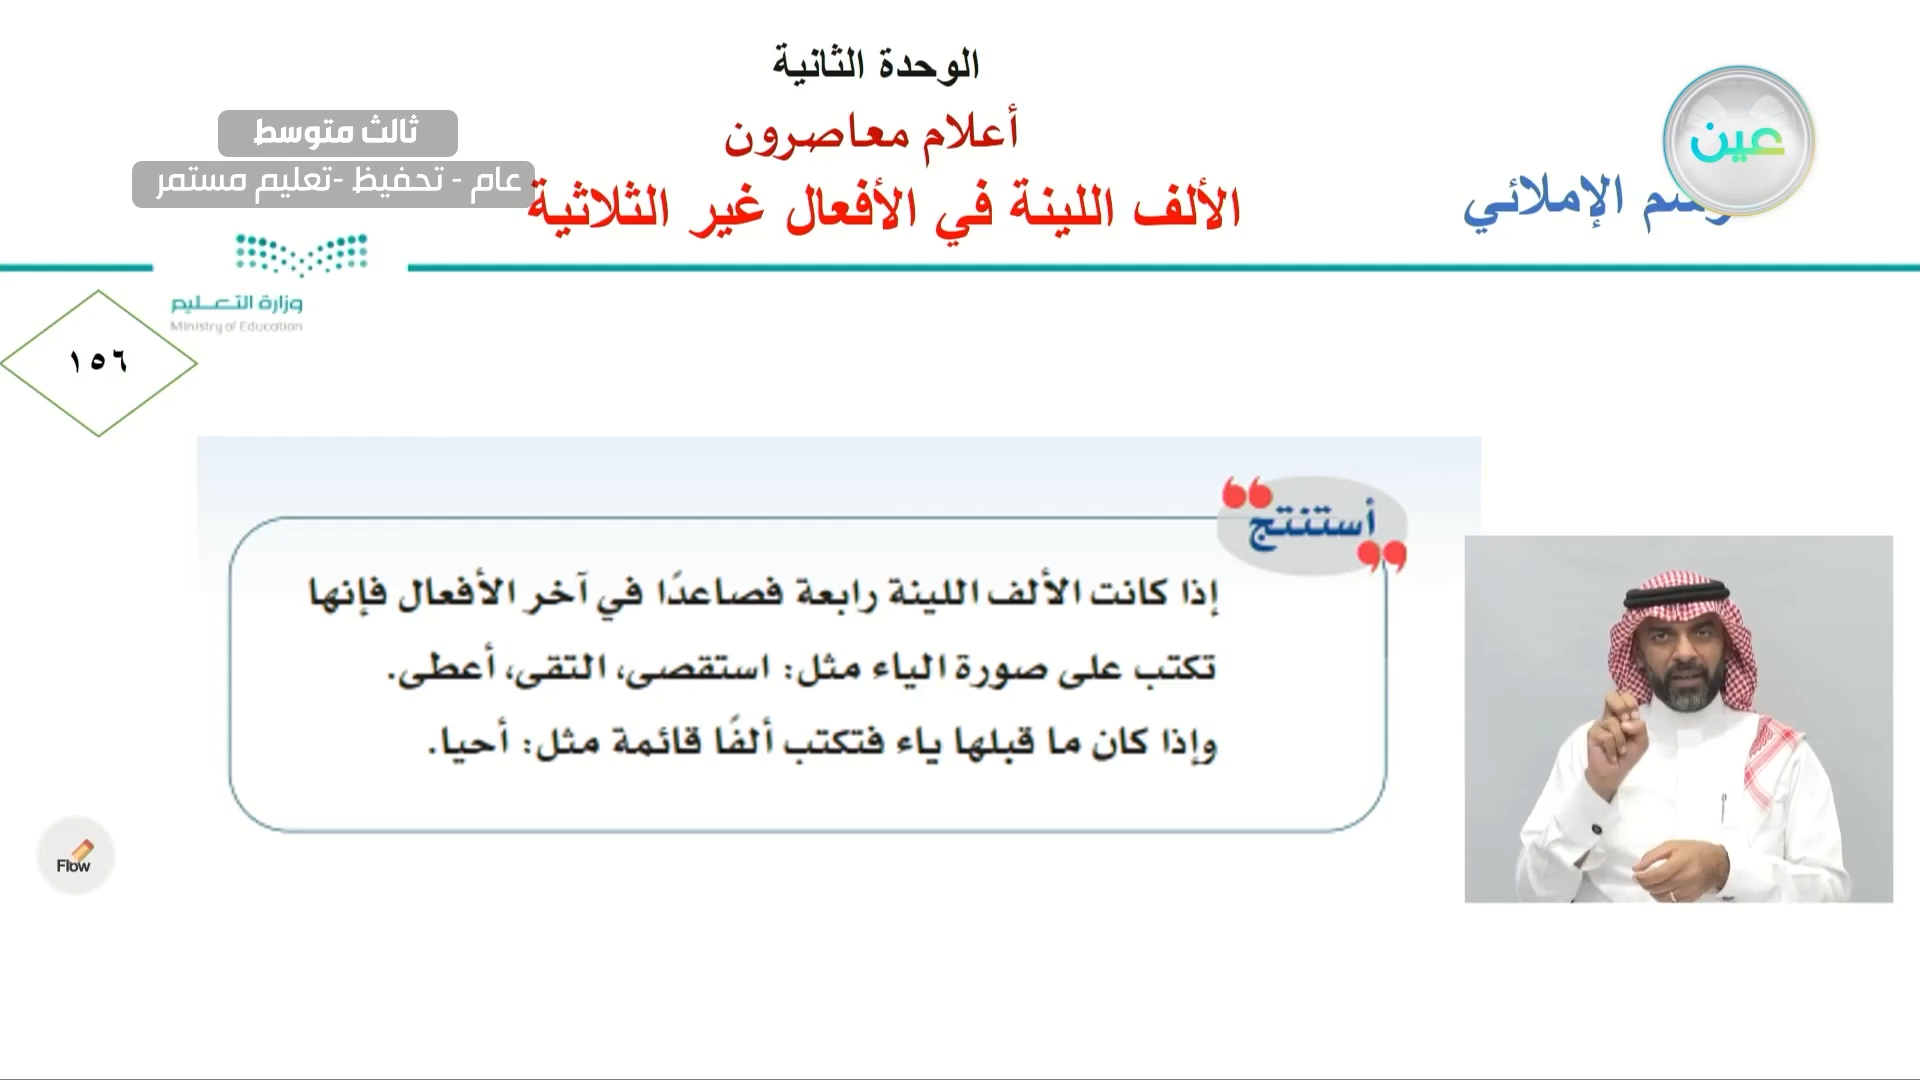 الوحدة الثانية
أعلام معاصرون
الألف اللينة في الأفعال غير الثلاثية
الإملائي
عين
ثالث متوسط
عام - تحفيظ -تعليم مستمر
وزارة التعـليم
Ministry of Education
١٥٦
أستنتج
إذا كانت الألف اللينة رابعة فصاعدًا في آخر الأفعال فإنها
تكتب على صورة الياء مثل: استقصى، التقى، أعطى.
وإذا كان ما قبلها ياء فتكتب ألفًا قائمة مثل: أحيا.
Flow